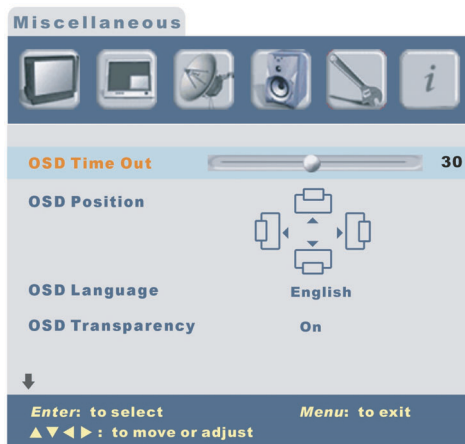 Miscellaneous
i
OSD Time Out 30
OSD Position
OSD Language English
OSD Transparency On
Enter: to select Menu: to exit
▲▼◀▶: to move or adjust